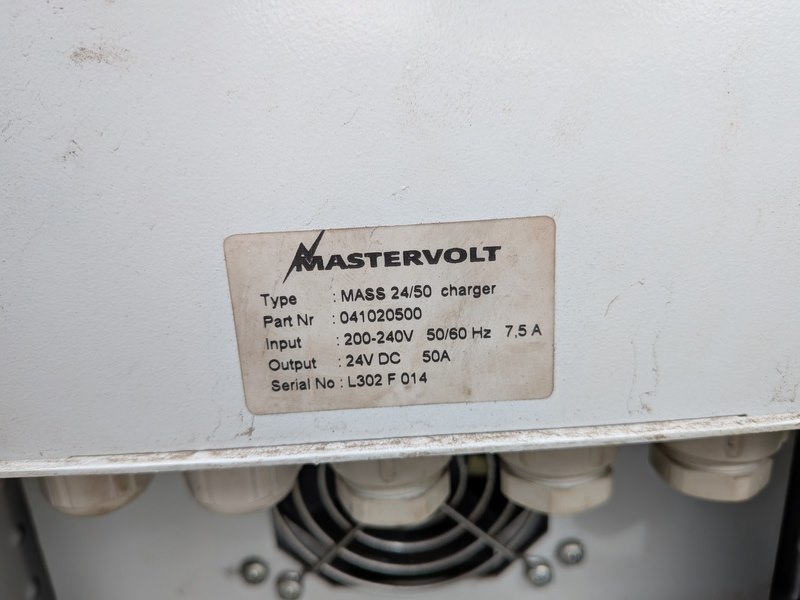 MASTERVOLT
Type : MASS 24/50 charger
Part Nr : 041020500
Input : 200-240V 50/60 Hz 7,5 A
Output : 24V DC 50A
Serial No : L302 F 014